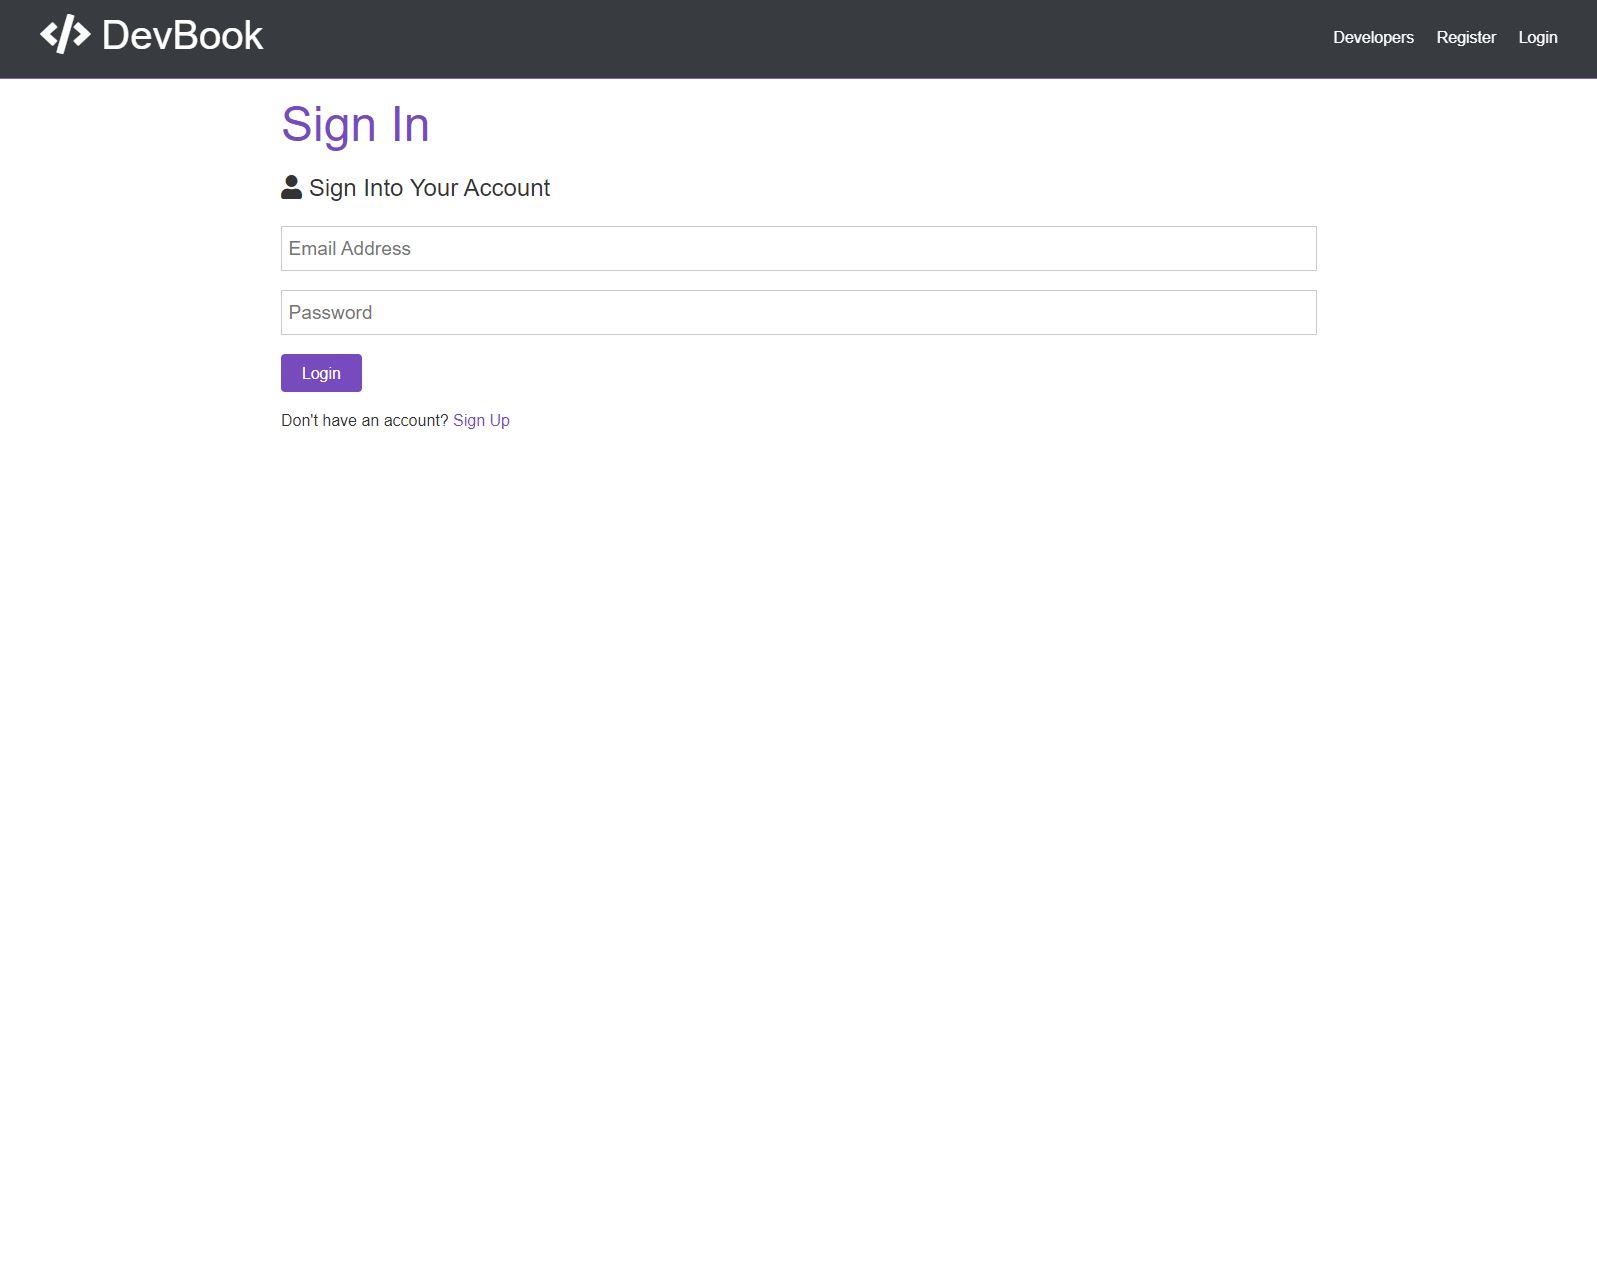 DevBook
Developers Register Login
Sign In
Sign Into Your Account
Email Address
Password
Login
Don't have an account? Sign Up